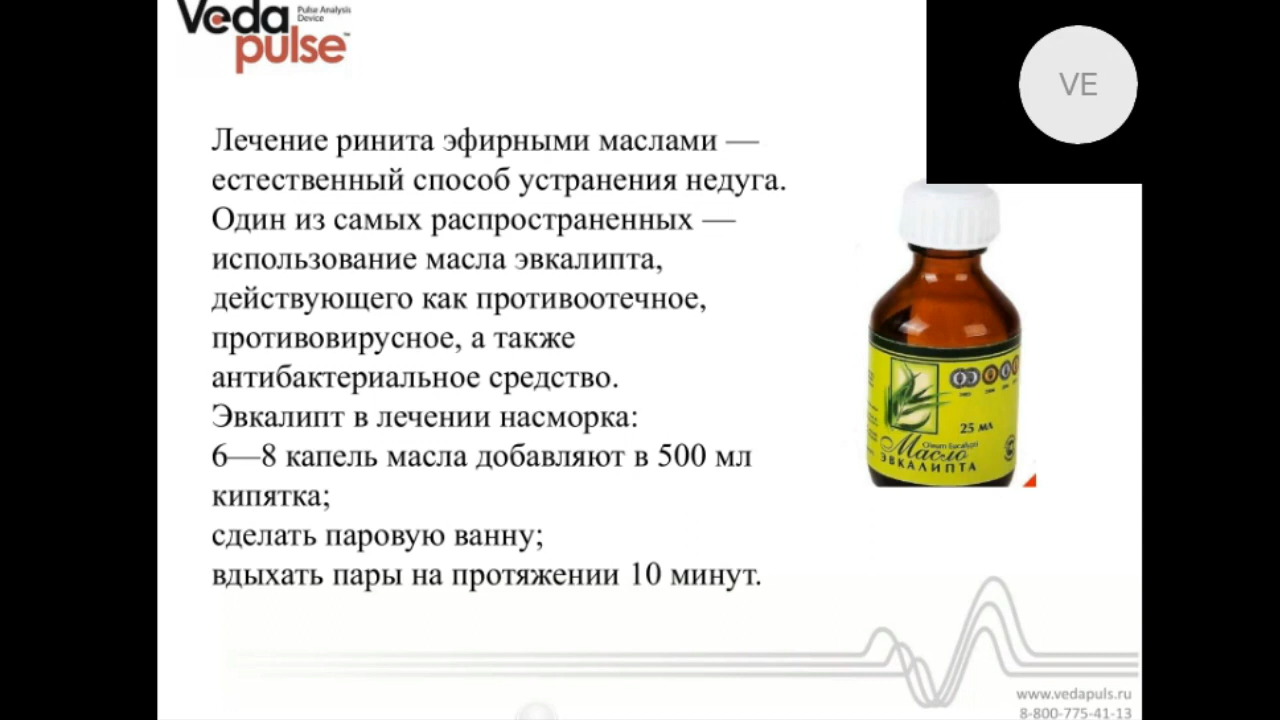 Veda
Pulse Analysis
Device
pulse™
VE
Лечение ринита эфирными маслами —
естественный способ устранения недуга.
Один из самых распространенных —
использование масла эвкалипта,
действующего как противоотечное,
противовирусное, а также
антибактериальное средство.
Эвкалипт в лечении насморка:
6—8 капель масла добавляют в 500 мл
кипятка;
сделать паровую ванну;
вдыхать пары на протяжении 10 минут.
25 мл
Масло
ЭВКАЛИПТА
www.vedapuls.ru
8-800-775-41-13